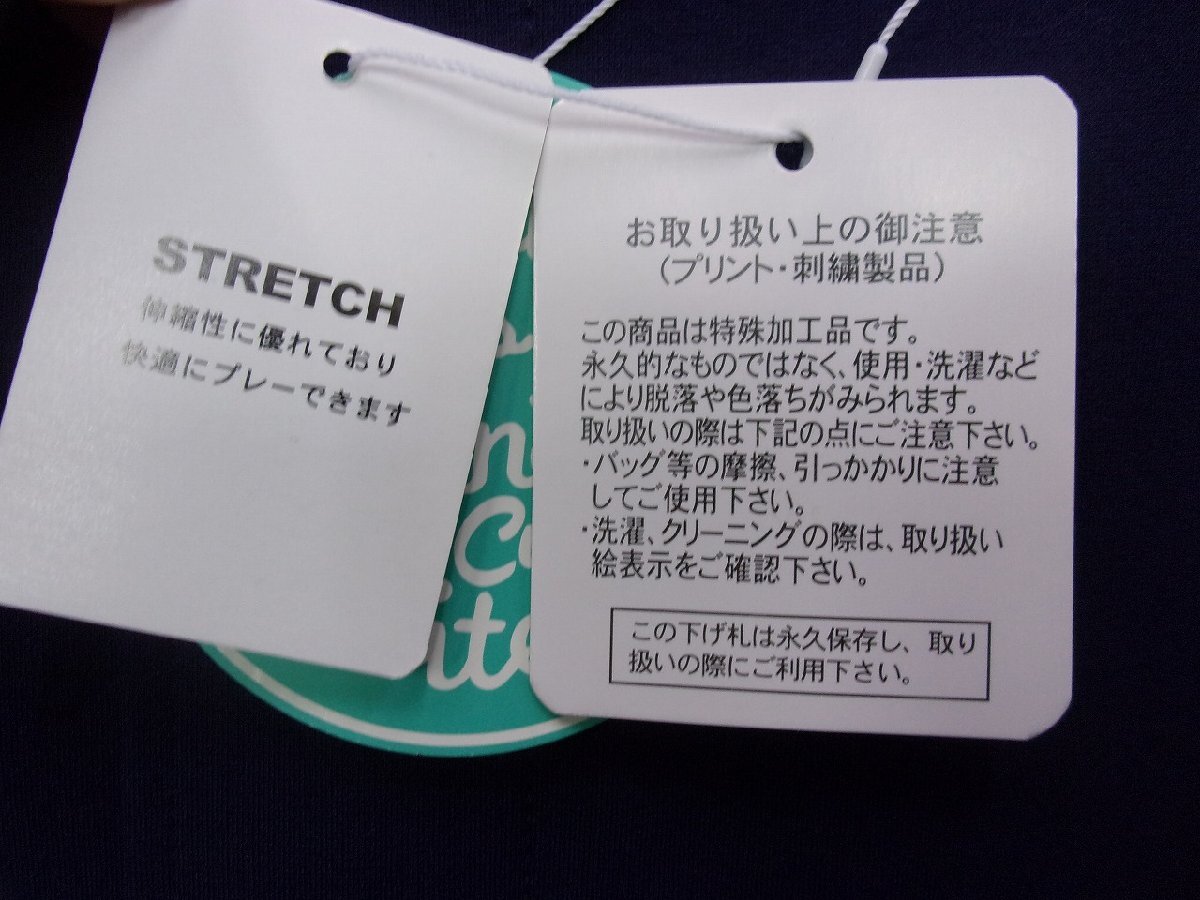 STRETCH
伸縮性に優れており
快適にプレーできます
お取り扱い上の御注意
（プリント・刺繍製品）
この商品は特殊加工品です。
永久的なものではなく、使用・洗濯など
により脱落や色落ちがみられます。
取り扱いの際は下記の点にご注意下さい。
・バッグ等の摩擦、引っかかりに注意
してご使用下さい。
・洗濯、クリーニングの際は、取り扱い
絵表示をご確認下さい。
この下げ札は永久保存し、取り
扱いの際にご利用下さい。